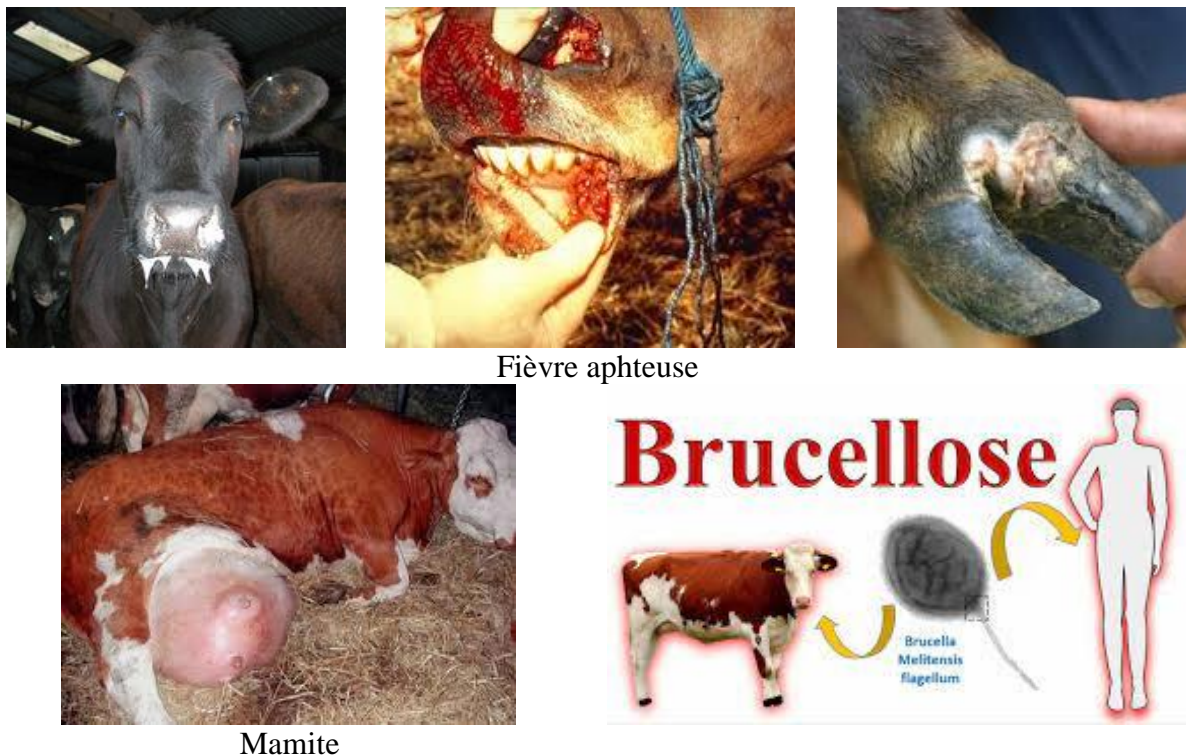 Fièvre aphteuse
Brucellose
Brucella
Melitensis
flagellum
Mamite